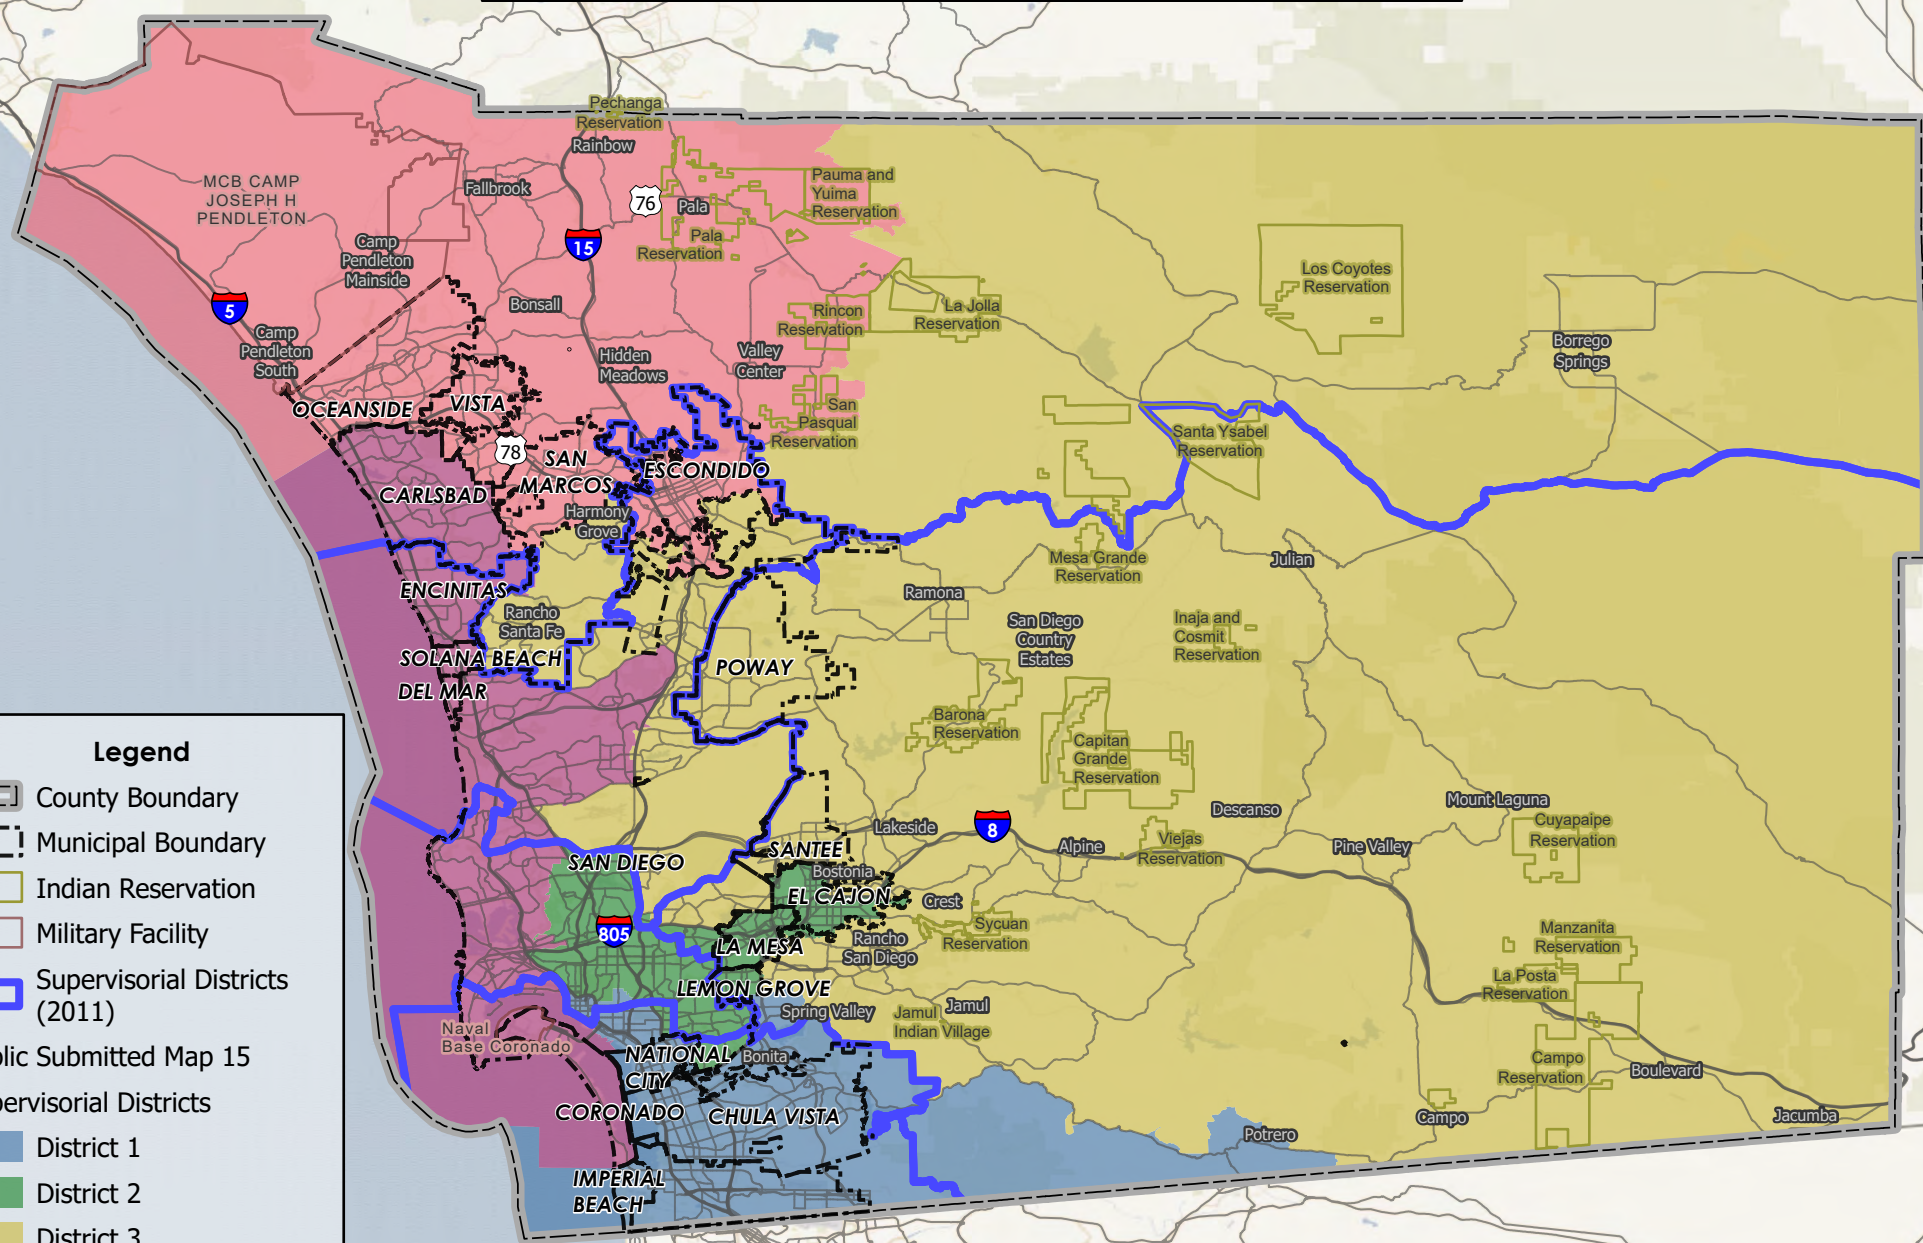 Pechanga
Reservation
Rainbow
MCB CAMP
JOSEPH H
PENDLETON
Fallbrook
76
Pala
Pauma and
Yuima
Reservation
Pala
Reservation
15
Camp
Pendleton
Mainside
5
Bonsall
Los Coyotes
Reservation
Rincon
Reservation
La Jolla
Reservation
Camp
Pendleton
South
Hidden
Meadows
Valley
Center
Borrego
Springs
OCEANSIDE
VISTA
San
Pasqual
Reservation
Santa Ysabel
Reservation
78
SAN
MARCOS
ESCONDIDO
CARLSBAD
Harmony
Grove
Mesa Grande
Reservation
Julian
ENCINITAS
Rancho
Santa Fe
Ramona
San Diego
Country
Estates
Inaja and
Cosmit
Reservation
SOLANA BEACH
DEL MAR
POWAY
Barona
Reservation
Capitan
Grande
Reservation
Descanso
Mount Laguna
Cuyapaipe
Reservation
Lakeside
8
Alpine
Viejas
Reservation
Pine Valley
SAN DIEGO
SANTEE
Bostonia
EL CAJON
Crest
805
Sycuan
Reservation
LA MESA
Rancho
San Diego
Manzanita
Reservation
La Posta
Reservation
LEMON GROVE
Spring Valley
Jamul
Jamul
Indian Village
Naval
Base Coronado
NATIONAL
CITY
Bonita
Campo
Reservation
Boulevard
CORONADO
CHULA VISTA
Campo
Jacumba
Potrero
IMPERIAL
BEACH
Legend
County Boundary
Municipal Boundary
Indian Reservation
Military Facility
Supervisorial Districts
(2011)
lic Submitted Map 15
pervisorial Districts
District 1
District 2
District 3